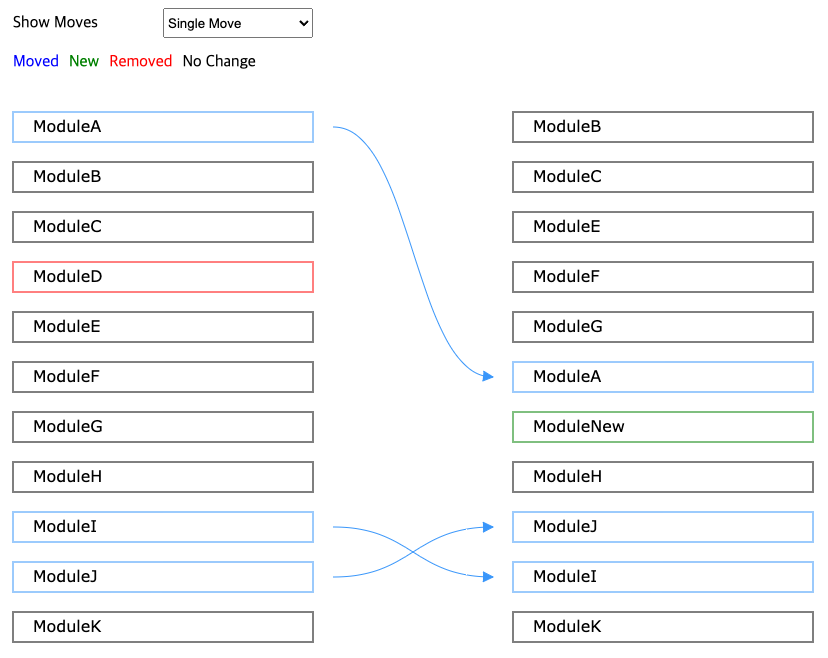 Show Moves Single Move
Moved New Removed No Change
ModuleA ModuleB
ModuleB ModuleC
ModuleC ModuleE
ModuleD ModuleF
ModuleE ModuleG
ModuleF ModuleA
ModuleG ModuleNew
ModuleH ModuleH
ModuleI ModuleJ
ModuleJ ModuleI
ModuleK ModuleK